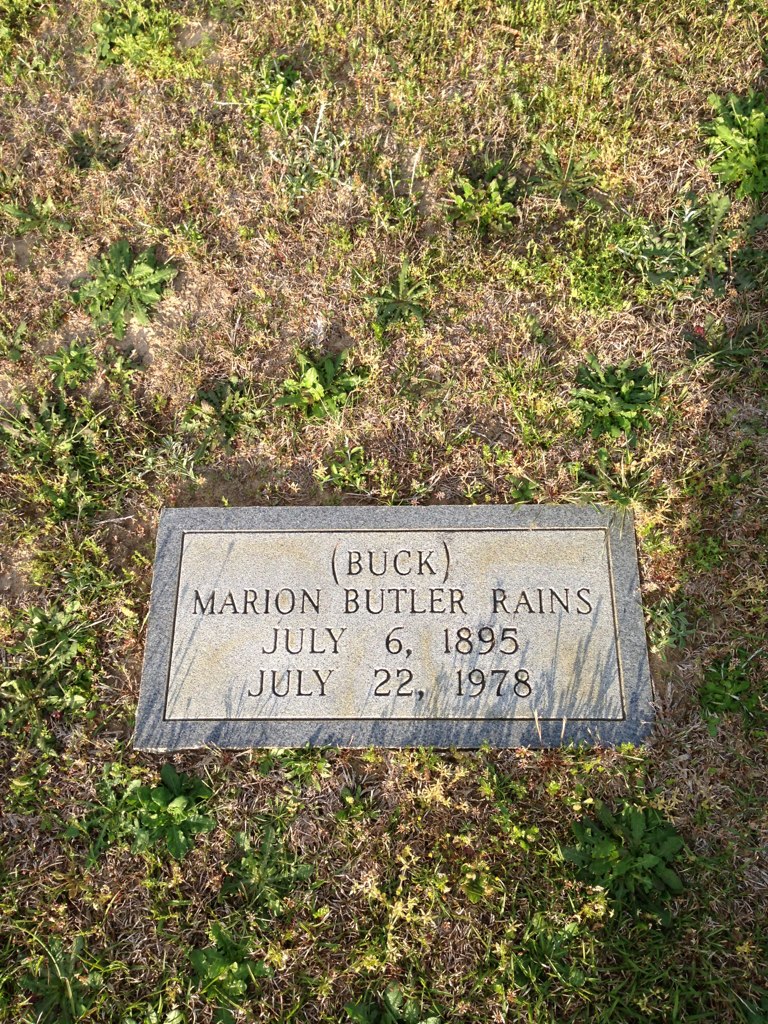 (BUCK)
MARION BUTLER RAINS
JULY 6, 1895
JULY 22, 1978